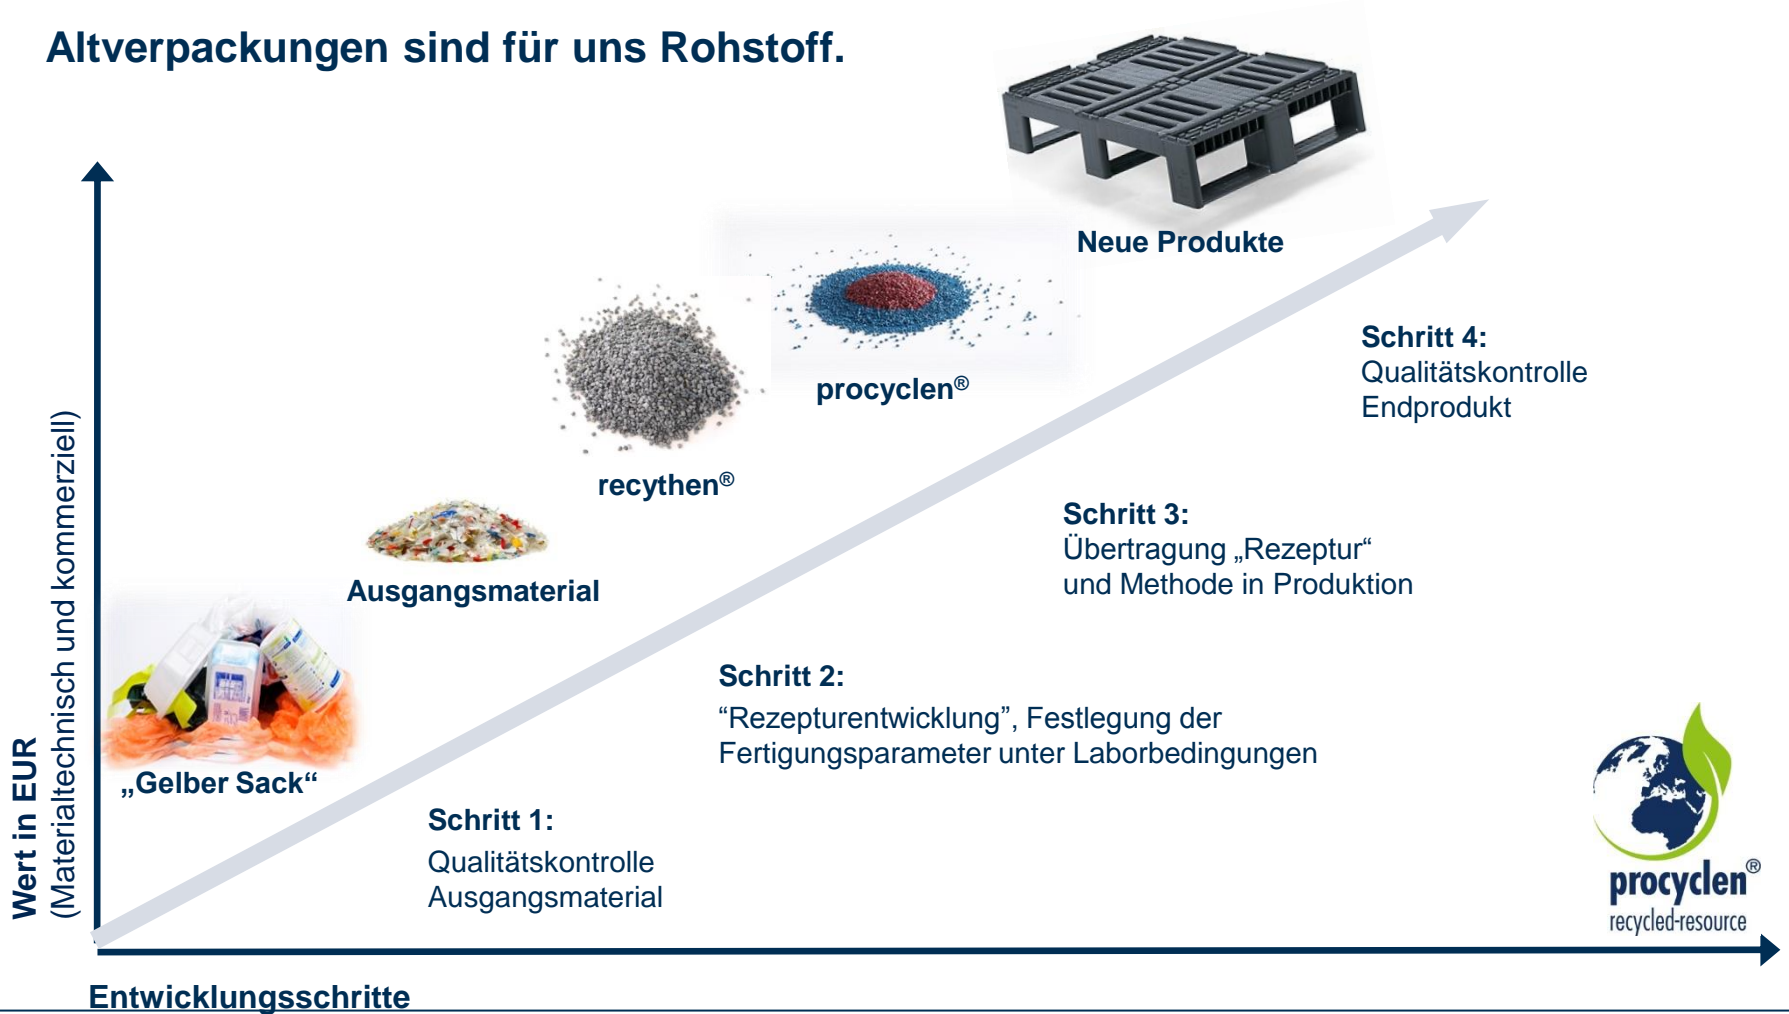 Altverpackungen sind für uns Rohstoff.
Neue Produkte
procyclen®
recythen®
Ausgangsmaterial
„Gelber Sack“
Schritt 4:
Qualitätskontrolle
Endprodukt
Schritt 3:
Übertragung „Rezeptur“
und Methode in Produktion
Schritt 2:
“Rezepturentwicklung”, Festlegung der
Fertigungsparameter unter Laborbedingungen
Schritt 1:
Qualitätskontrolle
Ausgangsmaterial
Wert in EUR
(Materialtechnisch und kommerziell)
procyclen®
recycled-resource
Entwicklungsschritte